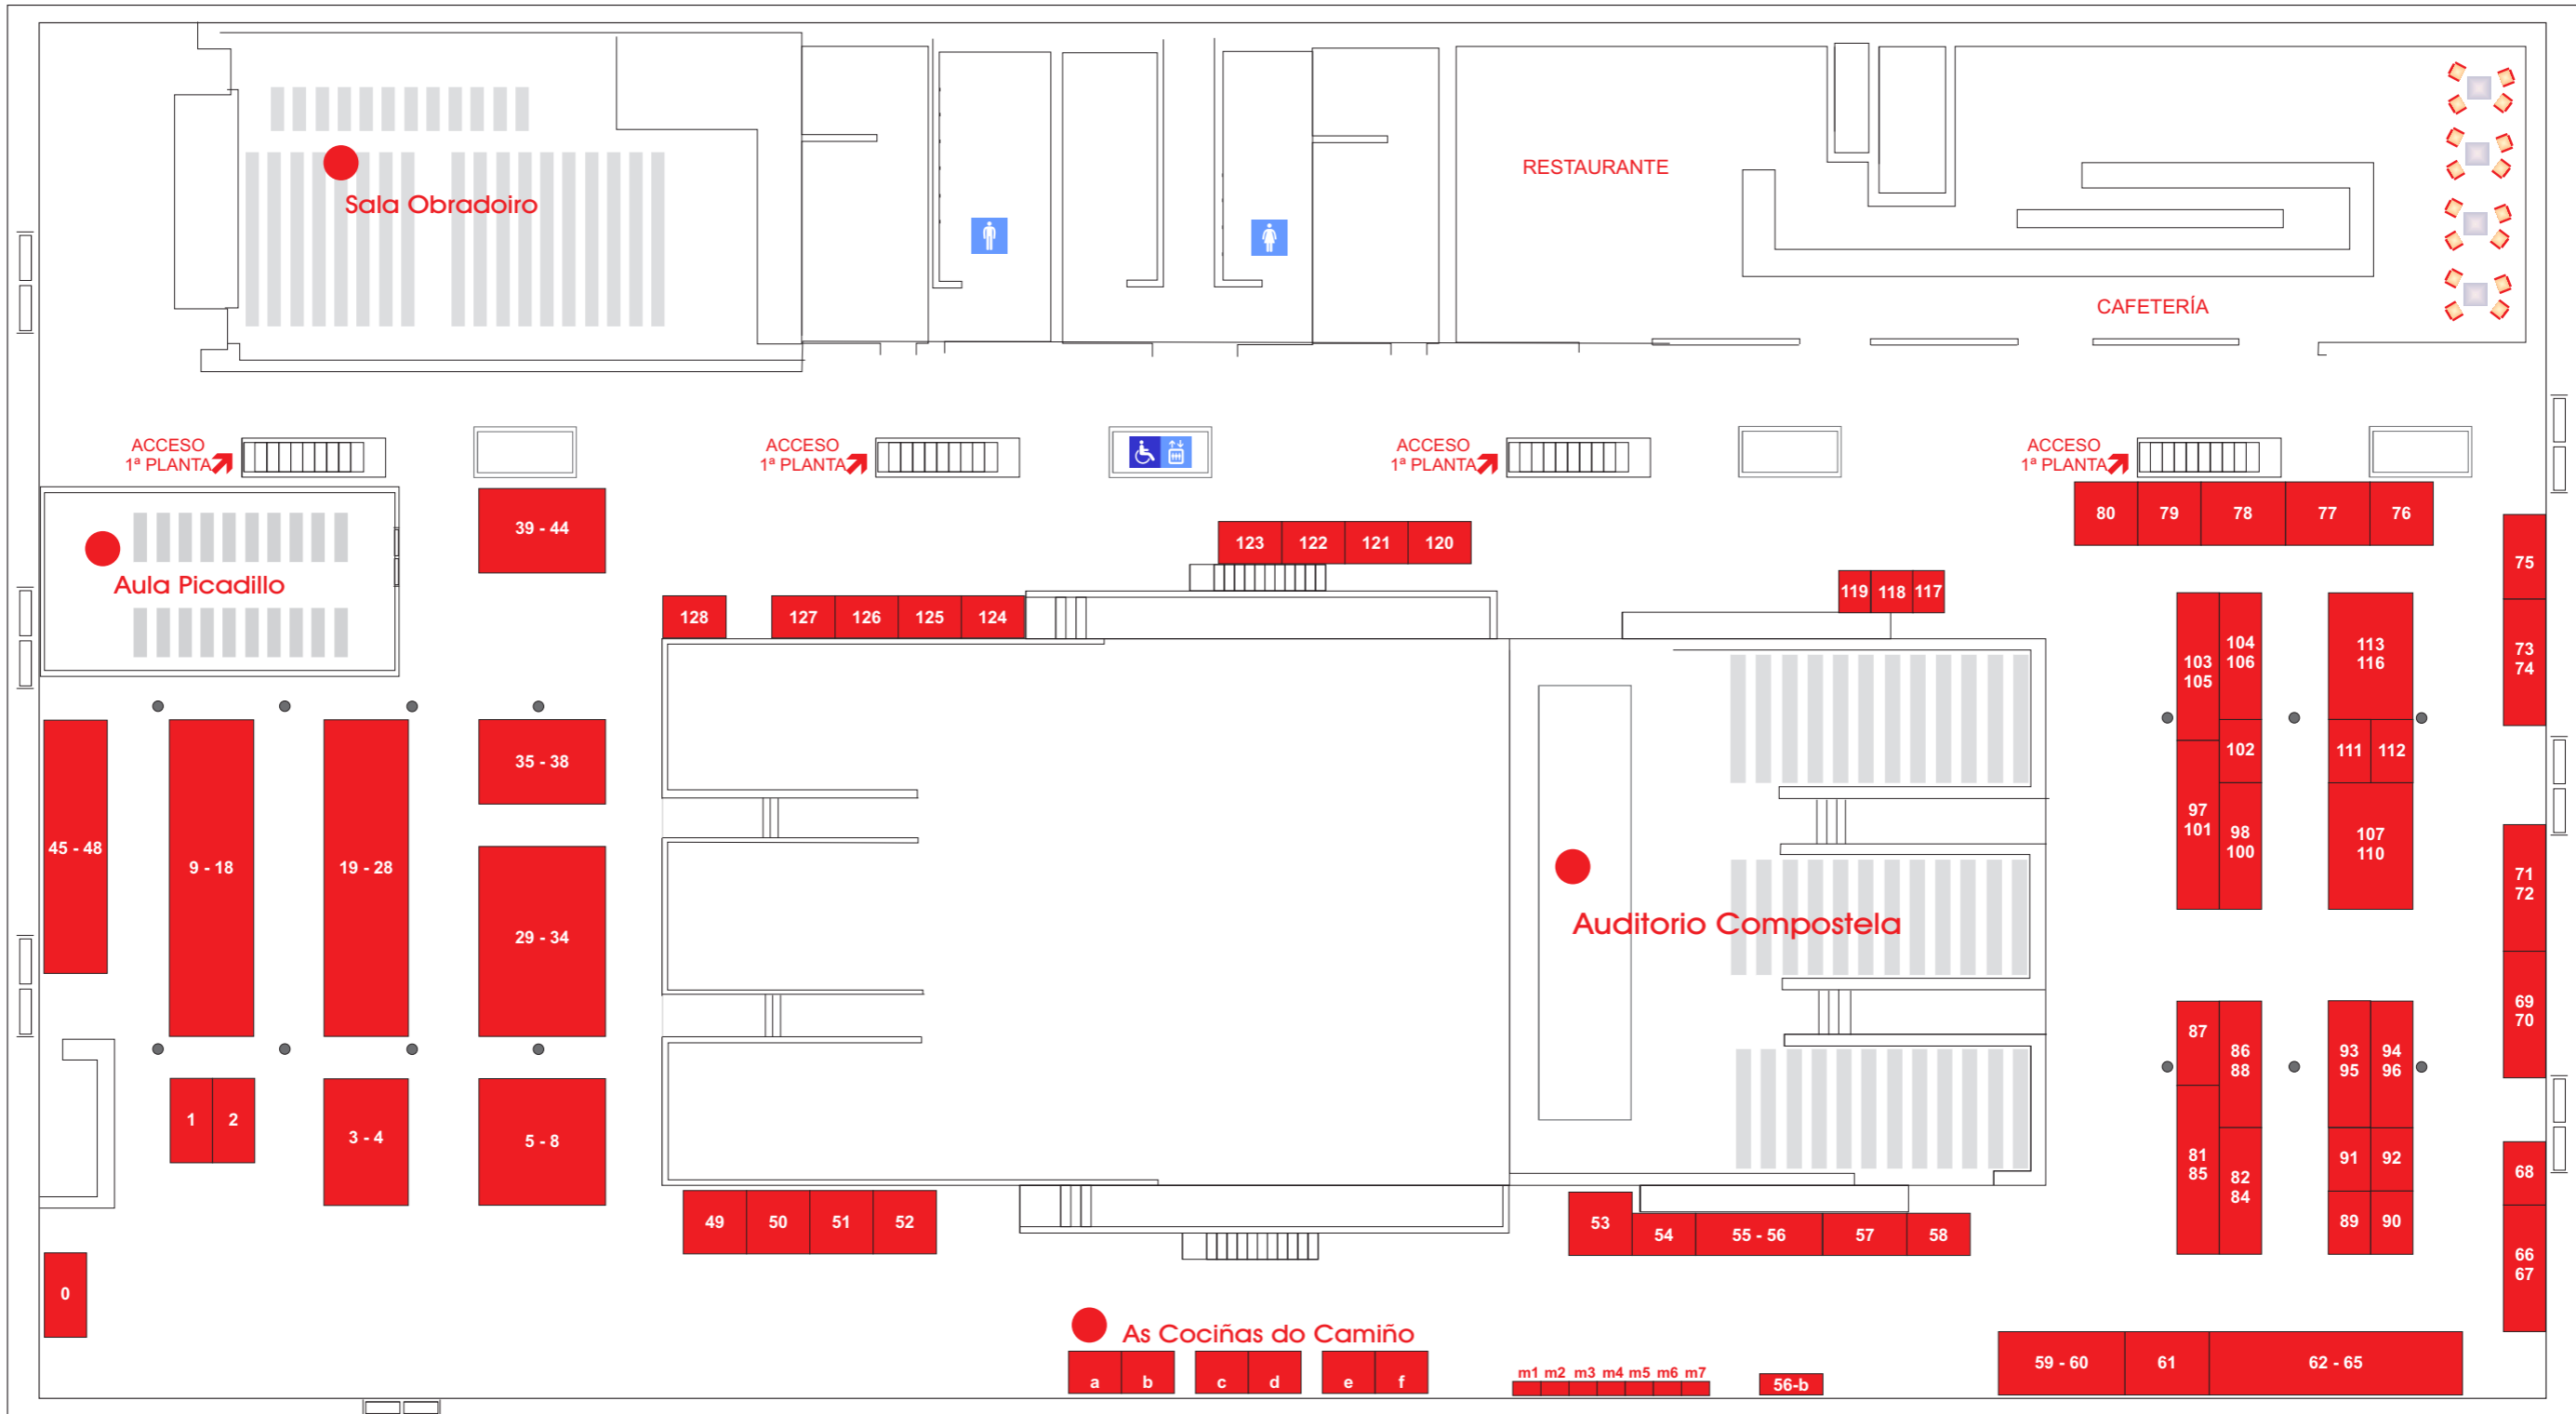 RESTAURANTE
Sala Obradoiro
CAFETERÍA
ACCESO
1ª PLANTA
ACCESO
1ª PLANTA
ACCESO
1ª PLANTA
ACCESO
1ª PLANTA
80 79 78 77 76
39 - 44
123 122 121 120
75
Aula Picadillo
119 118 117
128 127 126 125 124
104
106
113
116
103
105
73
74
102 111 112
35 - 38
45 - 48
9 - 18
19 - 28
97
101
98
100
107
110
71
72
Auditorio Compostela
29 - 34
69
70
87
86
88
93
95
94
96
1 2
3 - 4
5 - 8
81
85
91 92
68
82
84
49 50 51 52
53
54 55 - 56 57 58
89 90
66
67
0
As Cociñas do Camiño
a b c d e f
m1 m2 m3 m4 m5 m6 m7
56-b
59 - 60 61 62 - 65